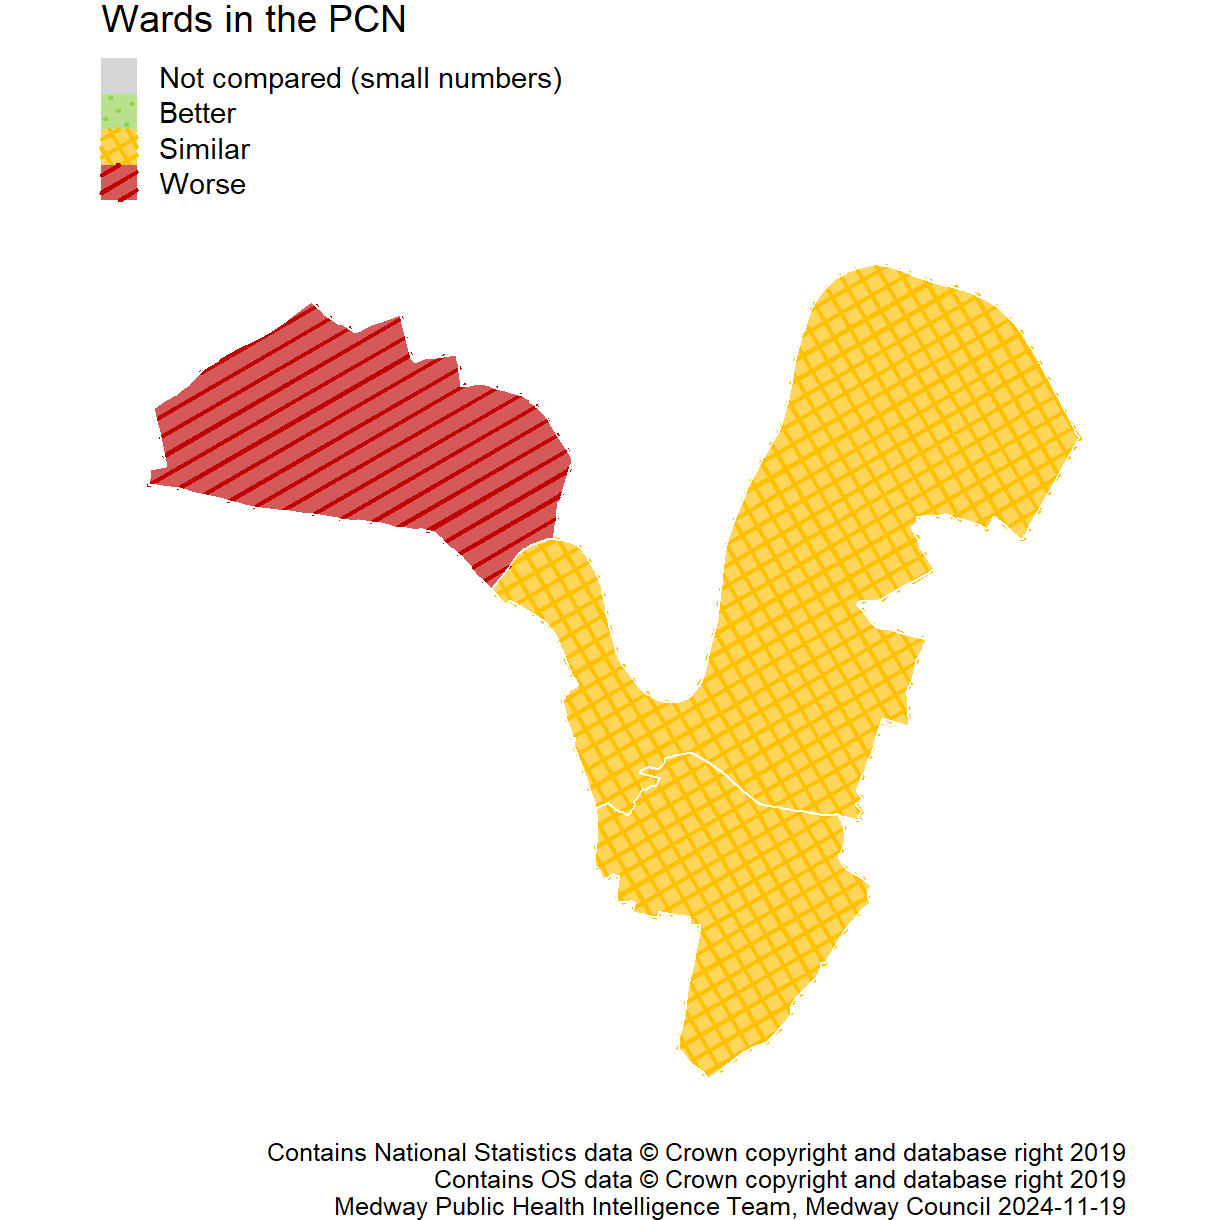 Wards in the PCN
Not compared (small numbers)
Better
Similar
Worse
Contains National Statistics data © Crown copyright and database right 2019
Contains OS data © Crown copyright and database right 2019
Medway Public Health Intelligence Team, Medway Council 2024-11-19